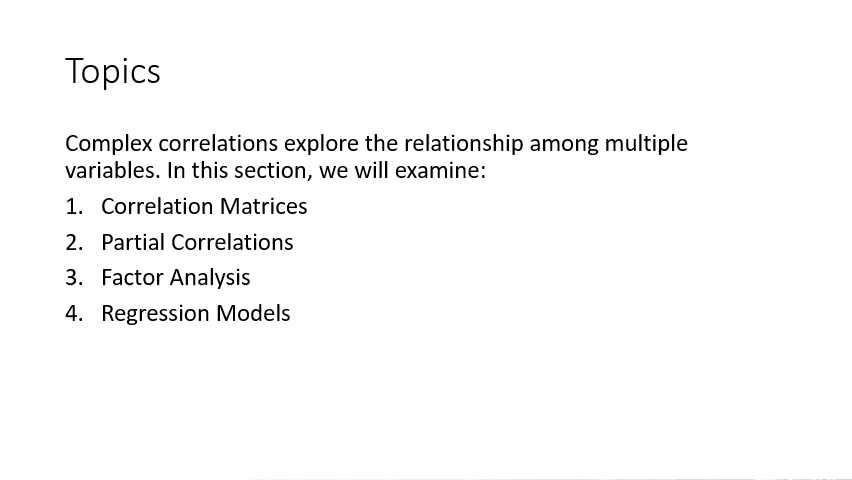 Topics
Complex correlations explore the relationship among multiple
variables. In this section, we will examine:
1. Correlation Matrices
2. Partial Correlations
3. Factor Analysis
4. Regression Models